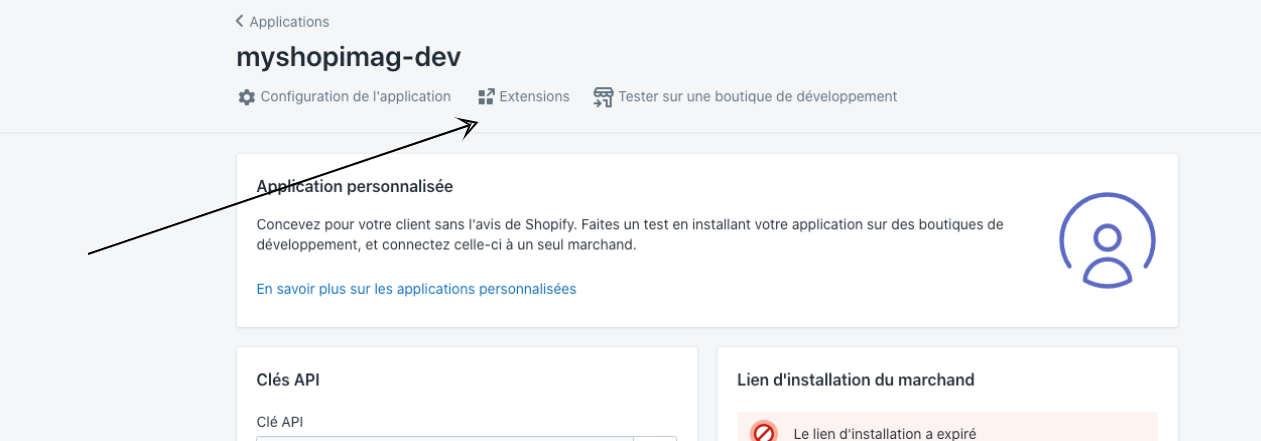 Applications
myshopimag-dev
Configuration de l'application Extensions Tester sur une boutique de développement
Application personnalisée
Concevez pour votre client sans l'avis de Shopify. Faites un test en installant votre application sur des boutiques de
développement, et connectez celle-ci à un seul marchand.
En savoir plus sur les applications personnalisées
Clés API
Clé API
Lien d'installation du marchand
Le lien d'installation a expiré